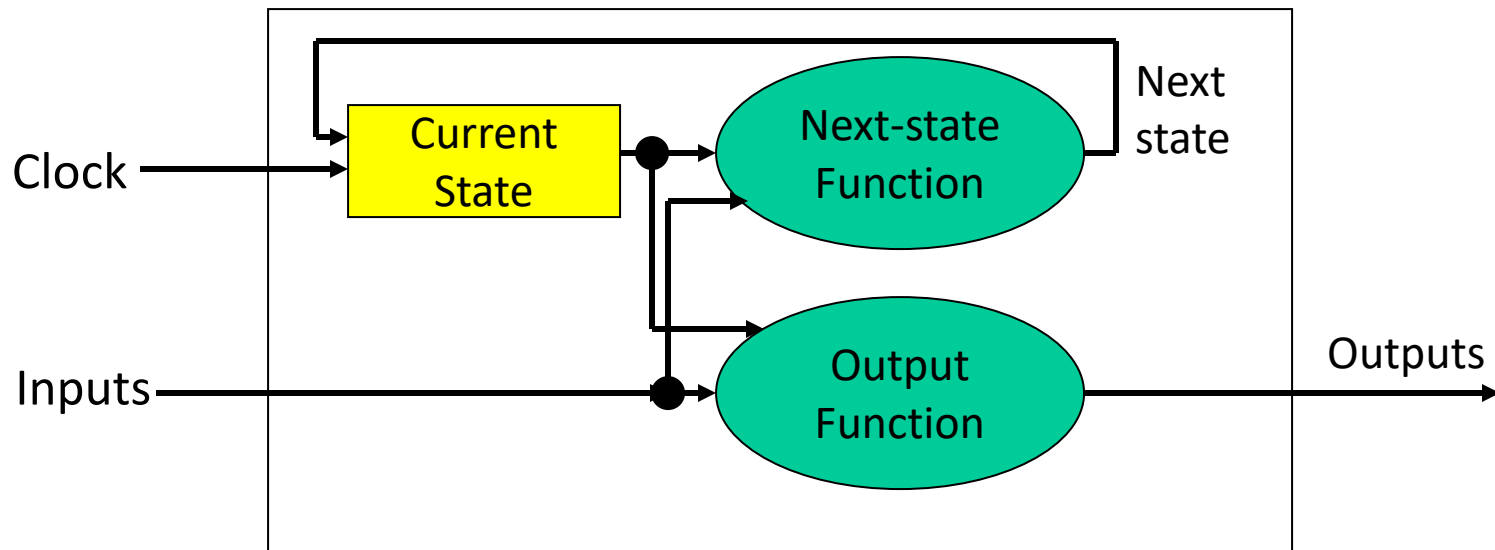 Clock
Inputs
Current
State
Next-state
Function
Next
state
Output
Function
Outputs